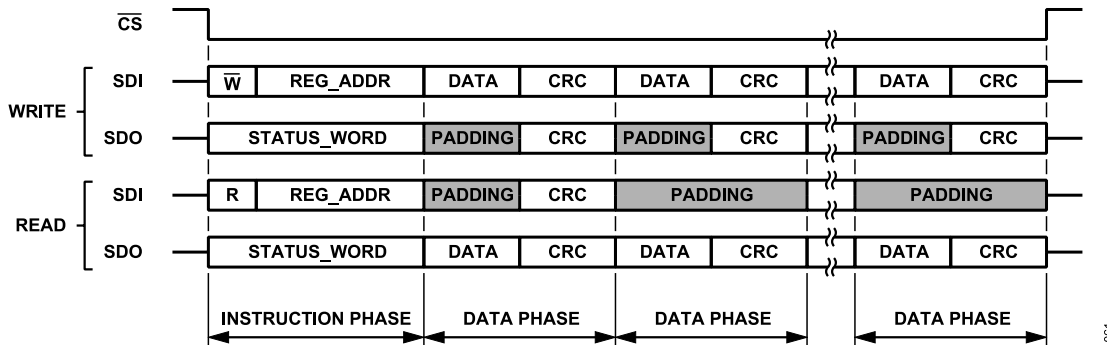 CS
SDI W REG_ADDR DATA CRC DATA CRC DATA CRC
WRITE
SDO STATUS_WORD PADDING CRC PADDING CRC PADDING CRC
SDI R REG_ADDR PADDING CRC PADDING PADDING
READ
SDO STATUS_WORD DATA CRC DATA CRC DATA CRC
INSTRUCTION PHASE DATA PHASE DATA PHASE DATA PHASE